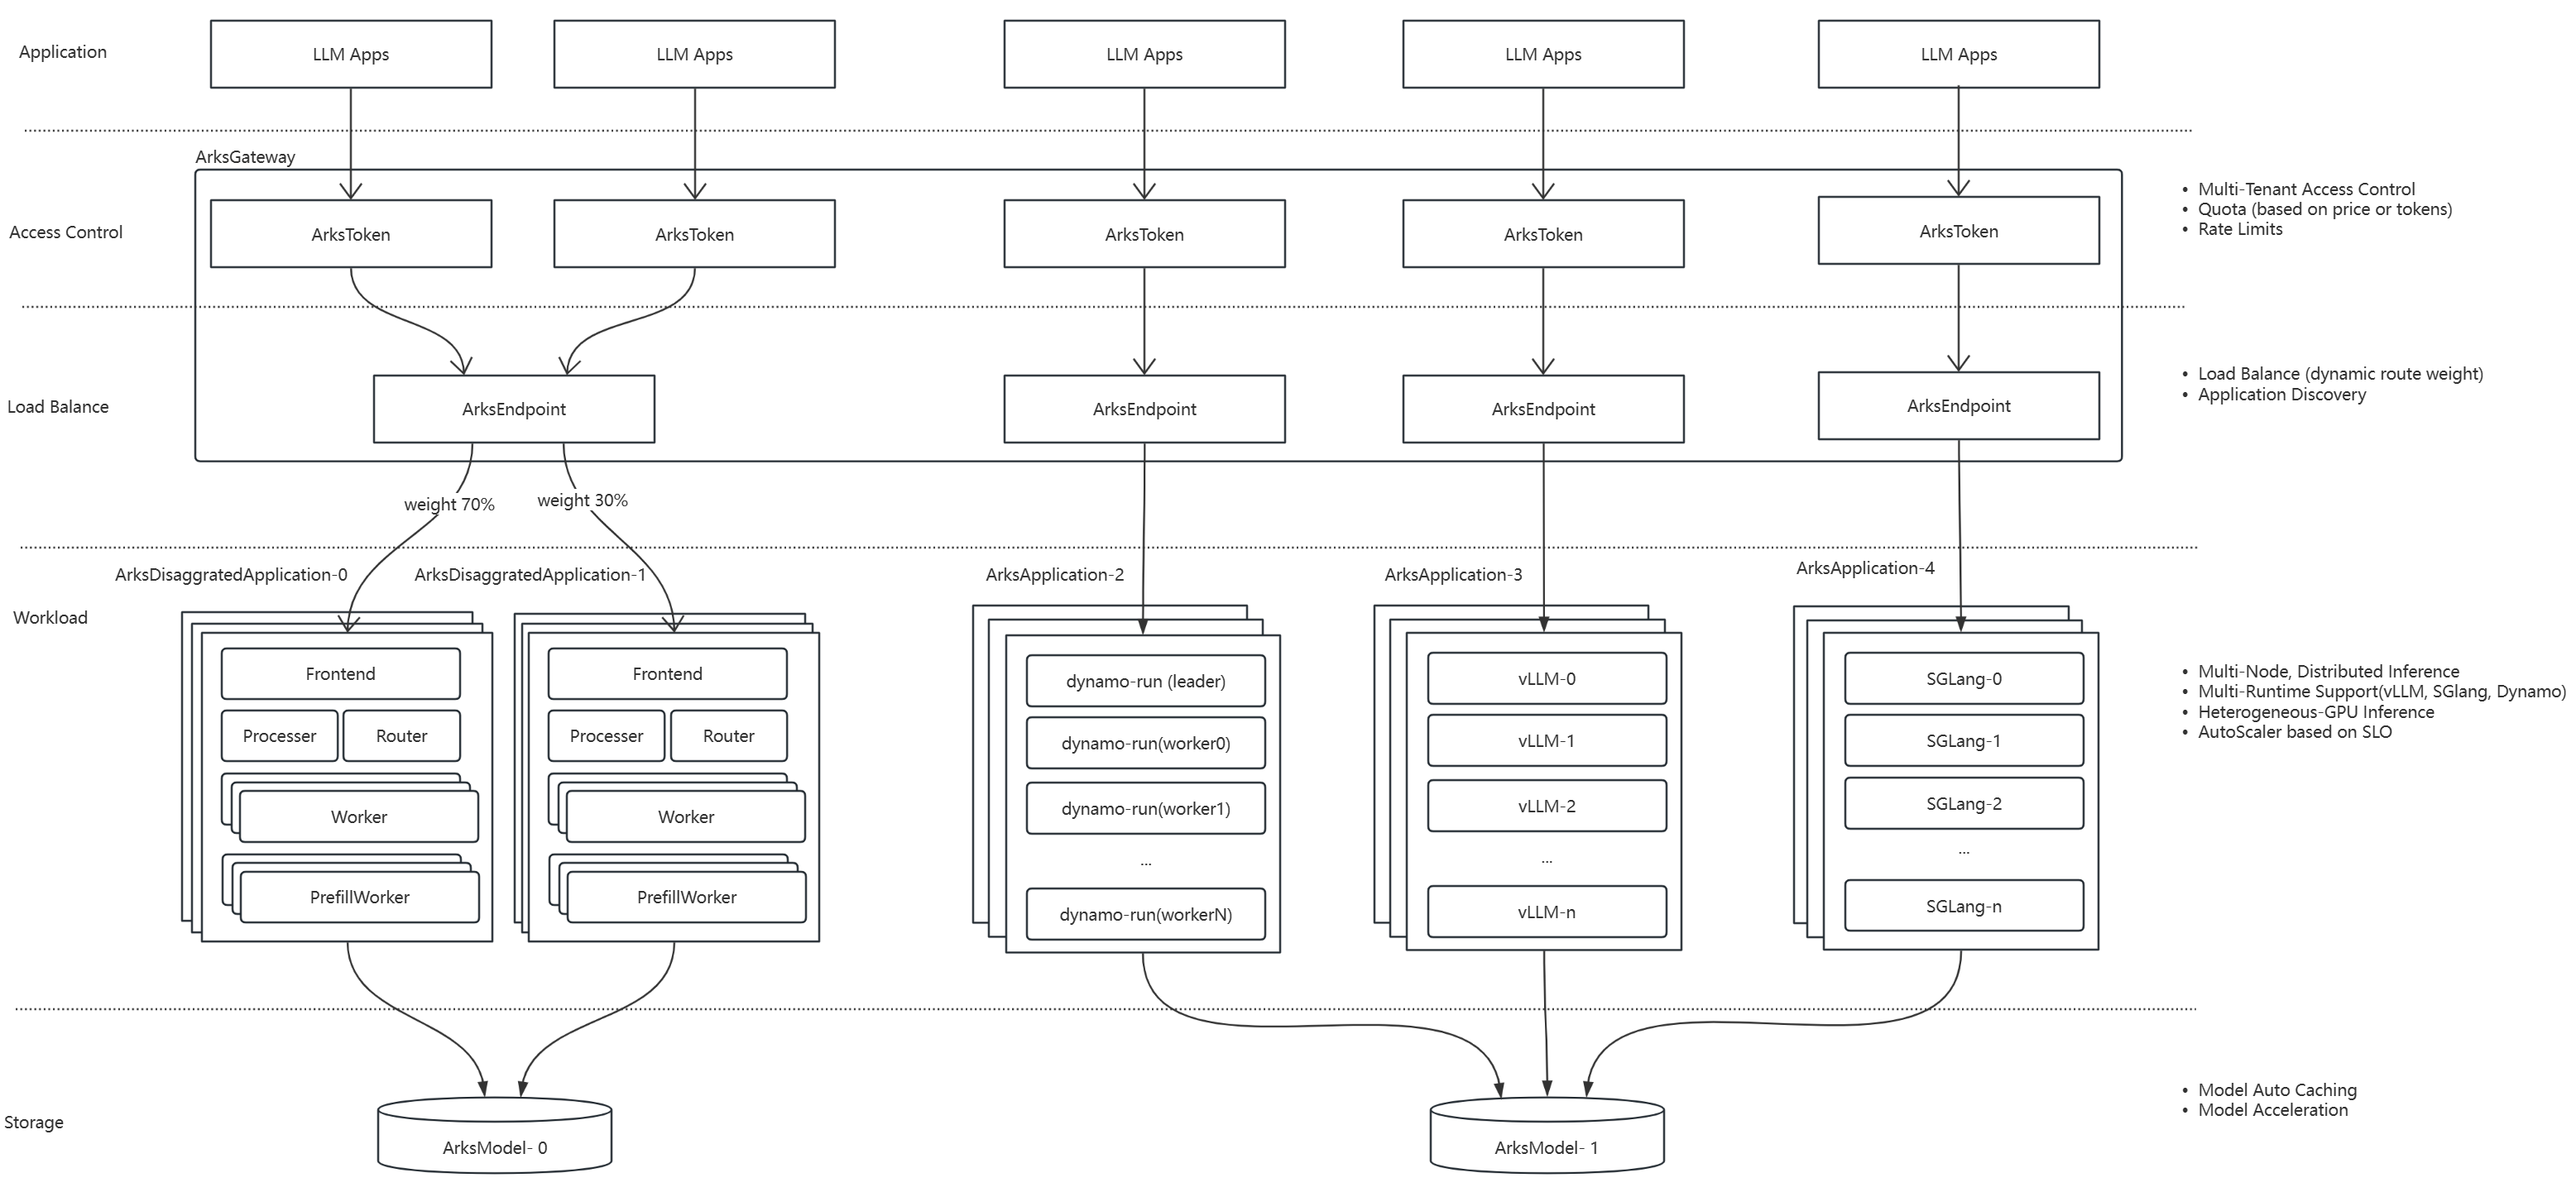 Application
LLM Apps
LLM Apps
LLM Apps
LLM Apps
LLM Apps
ArksGateway
Access Control
ArksToken
ArksToken
ArksToken
ArksToken
ArksToken
• Multi-Tenant Access Control
• Quota (based on price or tokens)
• Rate Limits
Load Balance
ArksEndpoint
ArksEndpoint
ArksEndpoint
ArksEndpoint
• Load Balance (dynamic route weight)
• Application Discovery
weight 70%
weight 30%
Workload
ArksDisaggratedApplication-0
Frontend
Processer
Router
Worker
PrefillWorker
ArksDisaggratedApplication-1
Frontend
Processer
Router
Worker
PrefillWorker
ArksApplication-2
dynamo-run (leader)
dynamo-run(worker0)
dynamo-run(worker1)
...
dynamo-run(workerN)
ArksApplication-3
vLLM-0
vLLM-1
vLLM-2
...
vLLM-n
ArksApplication-4
SGLang-0
SGLang-1
SGLang-2
...
SGLang-n
• Multi-Node, Distributed Inference
• Multi-Runtime Support(vLLM, SGlang, Dynamo)
• Heterogeneous-GPU Inference
• AutoScaler based on SLO
Storage
ArksModel- 0
ArksModel- 1
• Model Auto Caching
• Model Acceleration